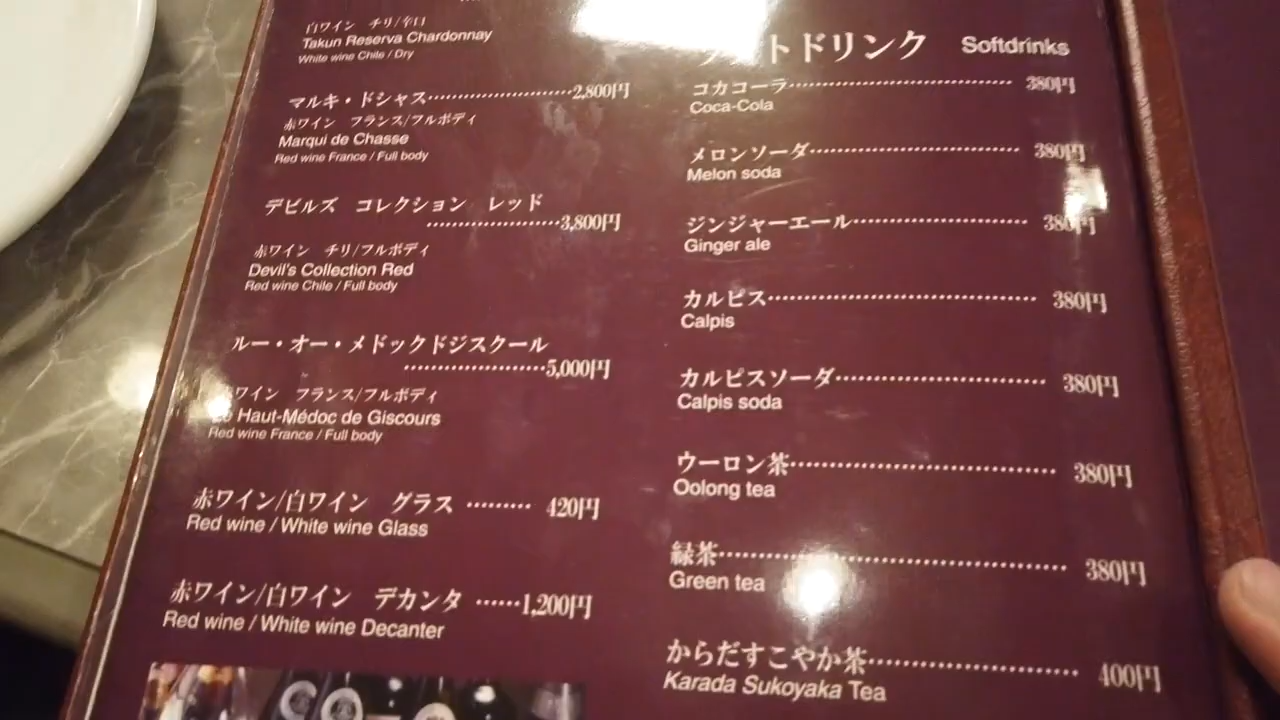 白ワイン チリ/辛口
Takun Reserva Chardonnay
White wine Chile / Dry
マルキ・ドシャス……………………2,800円
赤ワイン フランス/フルボディ
Marqui de Chasse
Red wine France / Full body
デビルズ コレクション レッド
……………………3,800円
赤ワイン チリ/フルボディ
Devil's Collection Red
Red wine Chile / Full body
ルー・オー・メドックドジスクール
……………………5,000円
ワイン フランス/フルボディ
Haut-Médoc de Giscours
Red wine France / Full body
赤ワイン/白ワイン グラス ……… 420円
Red wine / White wine Glass
赤ワイン/白ワイン デカンタ ……1,200円
Red wine / White wine Decanter
トドリンク Softdrinks
コカコーラ…………………………… 380円
Coca-Cola
メロンソーダ…………………………… 380円
Melon soda
ジンジャーエール……………………… 380円
Ginger ale
カルピス……………………………… 380円
Calpis
カルピスソーダ………………………… 380円
Calpis soda
ウーロン茶…………………………… 380円
Oolong tea
緑茶…………………………………… 380円
Green tea
からだすこやか茶……………………… 400円
Karada Sukoyaka Tea